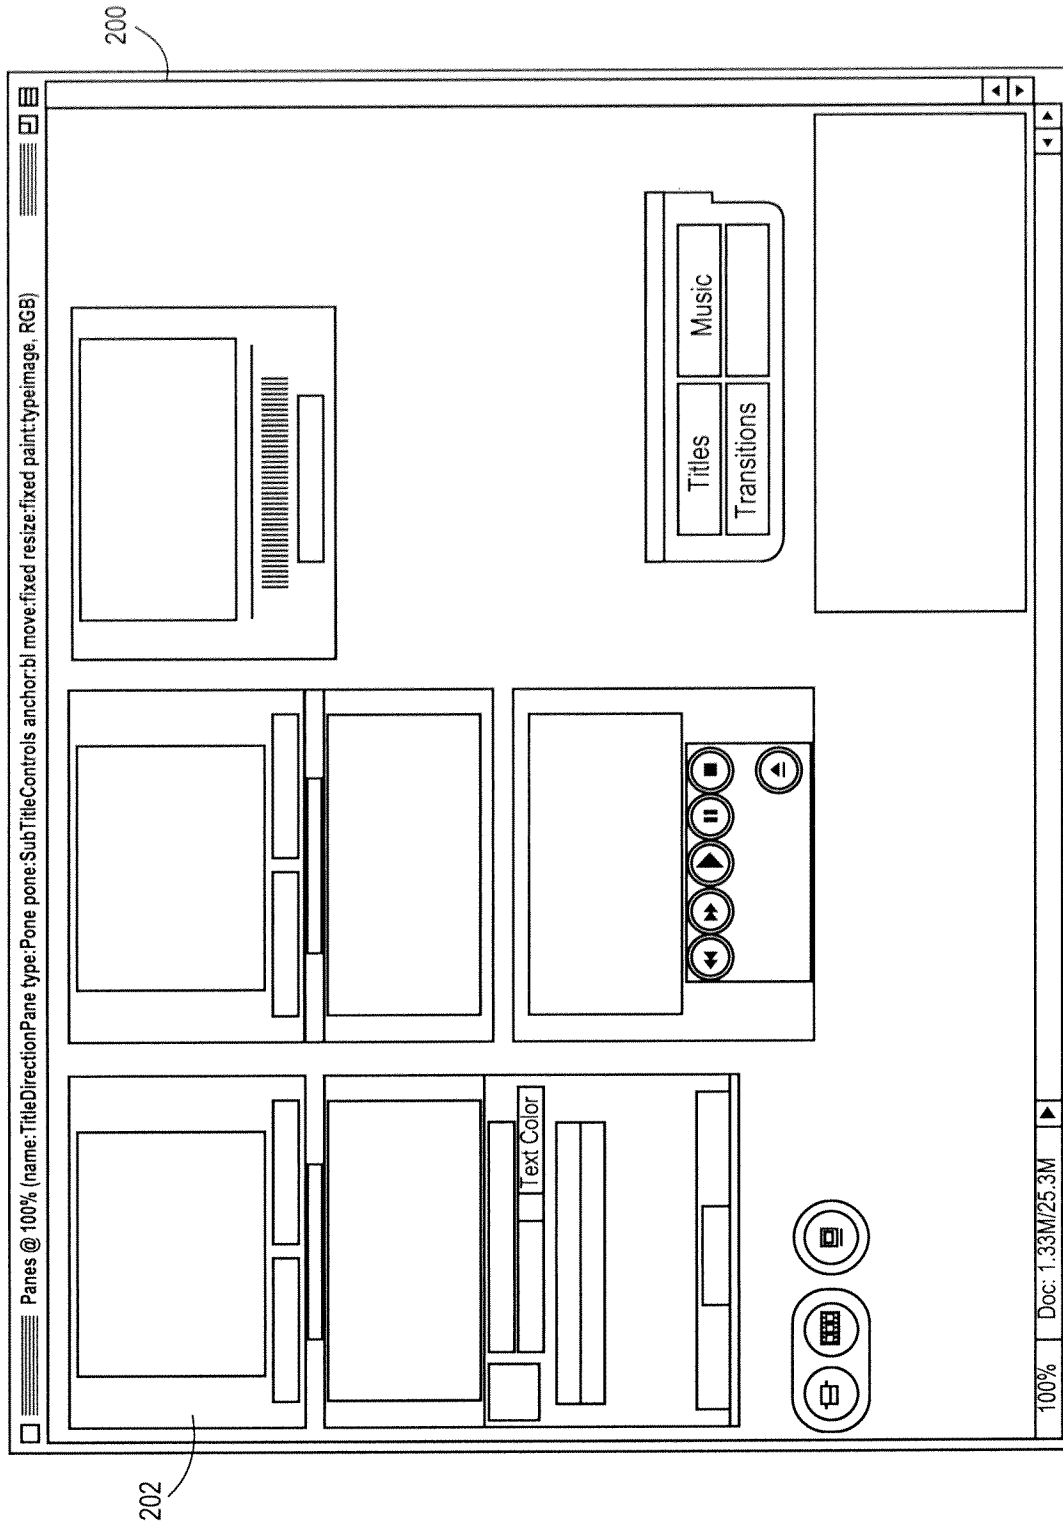 200
Panes @ 100% (name:TitleDirectionPane type:Pone pone:SubTitleControls anchor:bl move:fixed resize:fixed paint:typeimage, RGB)
202
Text Color
Titles
Music
Transitions
100%
Doc: 1.33M/25.3M